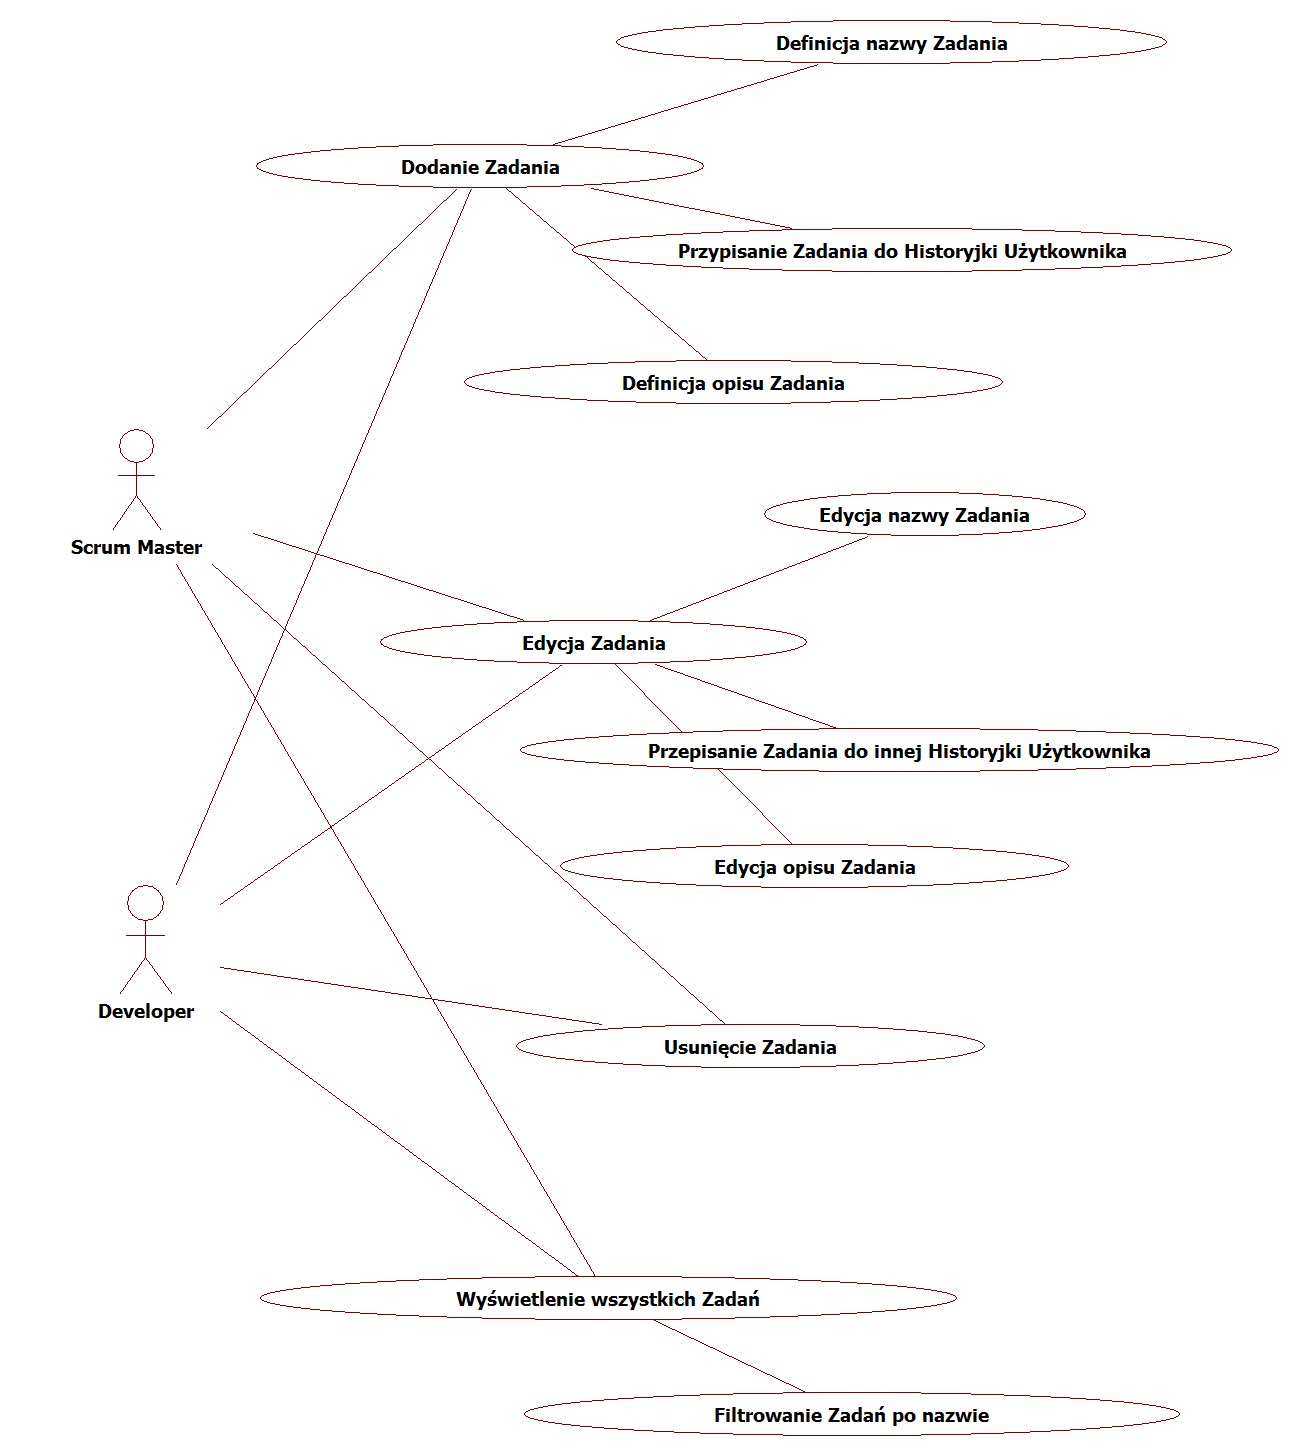 Definicja nazwy Zadania
Dodanie Zadania
Przypisanie Zadania do Historyjki Użytkownika
Definicja opisu Zadania
Scrum Master
Edycja nazwy Zadania
Edycja Zadania
Przepisanie Zadania do innej Historyjki Użytkownika
Edycja opisu Zadania
Developer
Usunięcie Zadania
Wyświetlenie wszystkich Zadań
Filtrowanie Zadań po nazwie